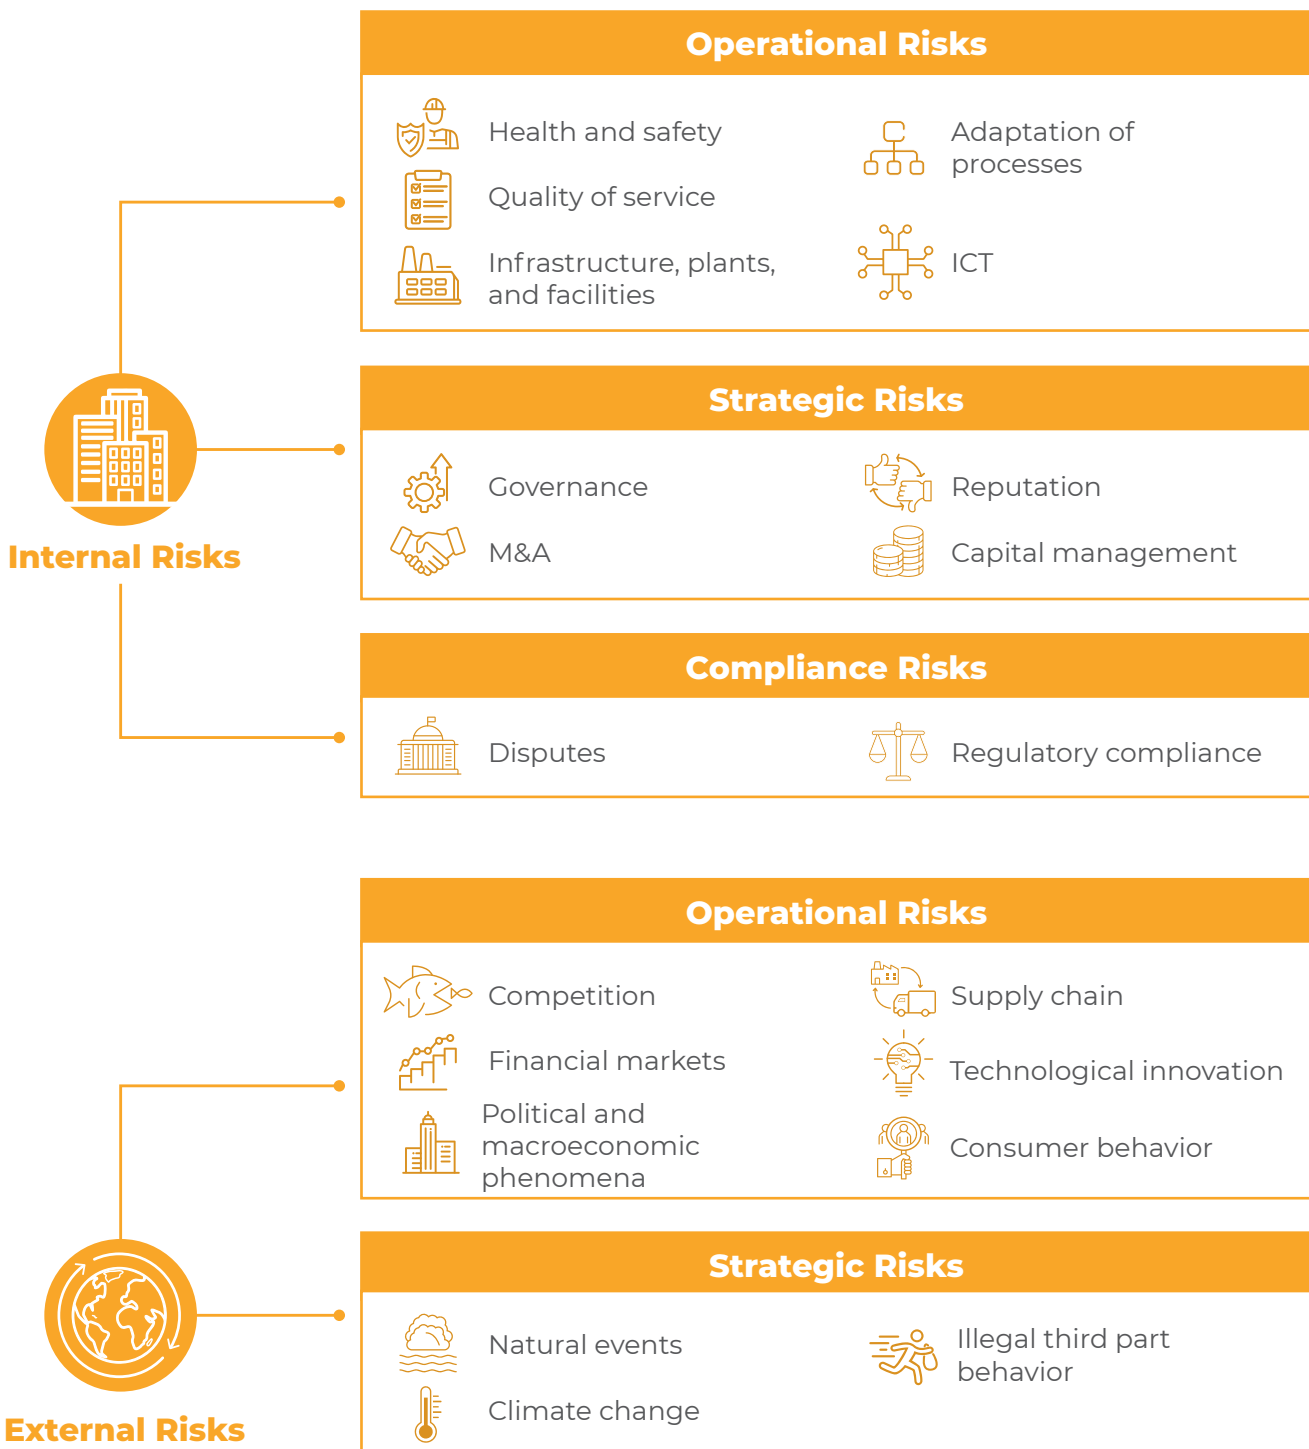 Operational Risks
Health and safety
Quality of service
Infrastructure, plants,
and facilities
Adaptation of
processes
ICT
Internal Risks
Strategic Risks
Governance
M&A
Reputation
Capital management
Compliance Risks
Disputes
Regulatory compliance
Operational Risks
Competition
Financial markets
Political and
macroeconomic
phenomena
Supply chain
Technological innovation
Consumer behavior
External Risks
Strategic Risks
Natural events
Climate change
Illegal third part
behavior